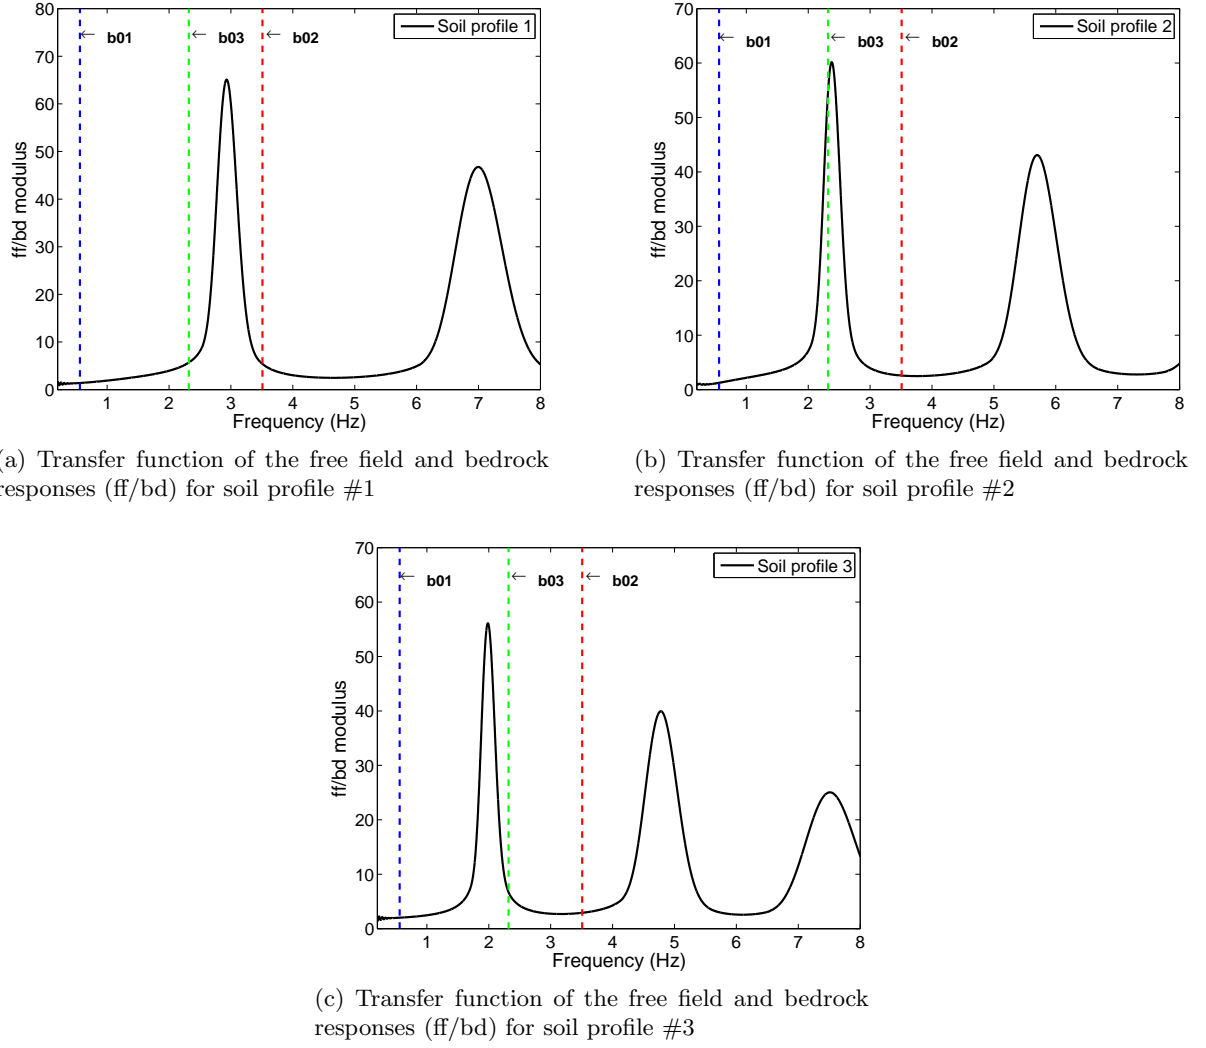 80
70
60
50
40
30
20
10
0
ff/bd modulus
← b01
← b03
← b02
Soil profile 1
1 2 3 4 5 6 7 8
Frequency (Hz)
(a) Transfer function of the free field and bedrock
responses (ff/bd) for soil profile #1
70
60
50
40
30
20
10
0
ff/bd modulus
← b01
← b03
← b02
Soil profile 2
1 2 3 4 5 6 7 8
Frequency (Hz)
(b) Transfer function of the free field and bedrock
responses (ff/bd) for soil profile #2
70
60
50
40
30
20
10
0
ff/bd modulus
← b01
← b03
← b02
Soil profile 3
1 2 3 4 5 6 7 8
Frequency (Hz)
(c) Transfer function of the free field and bedrock
responses (ff/bd) for soil profile #3